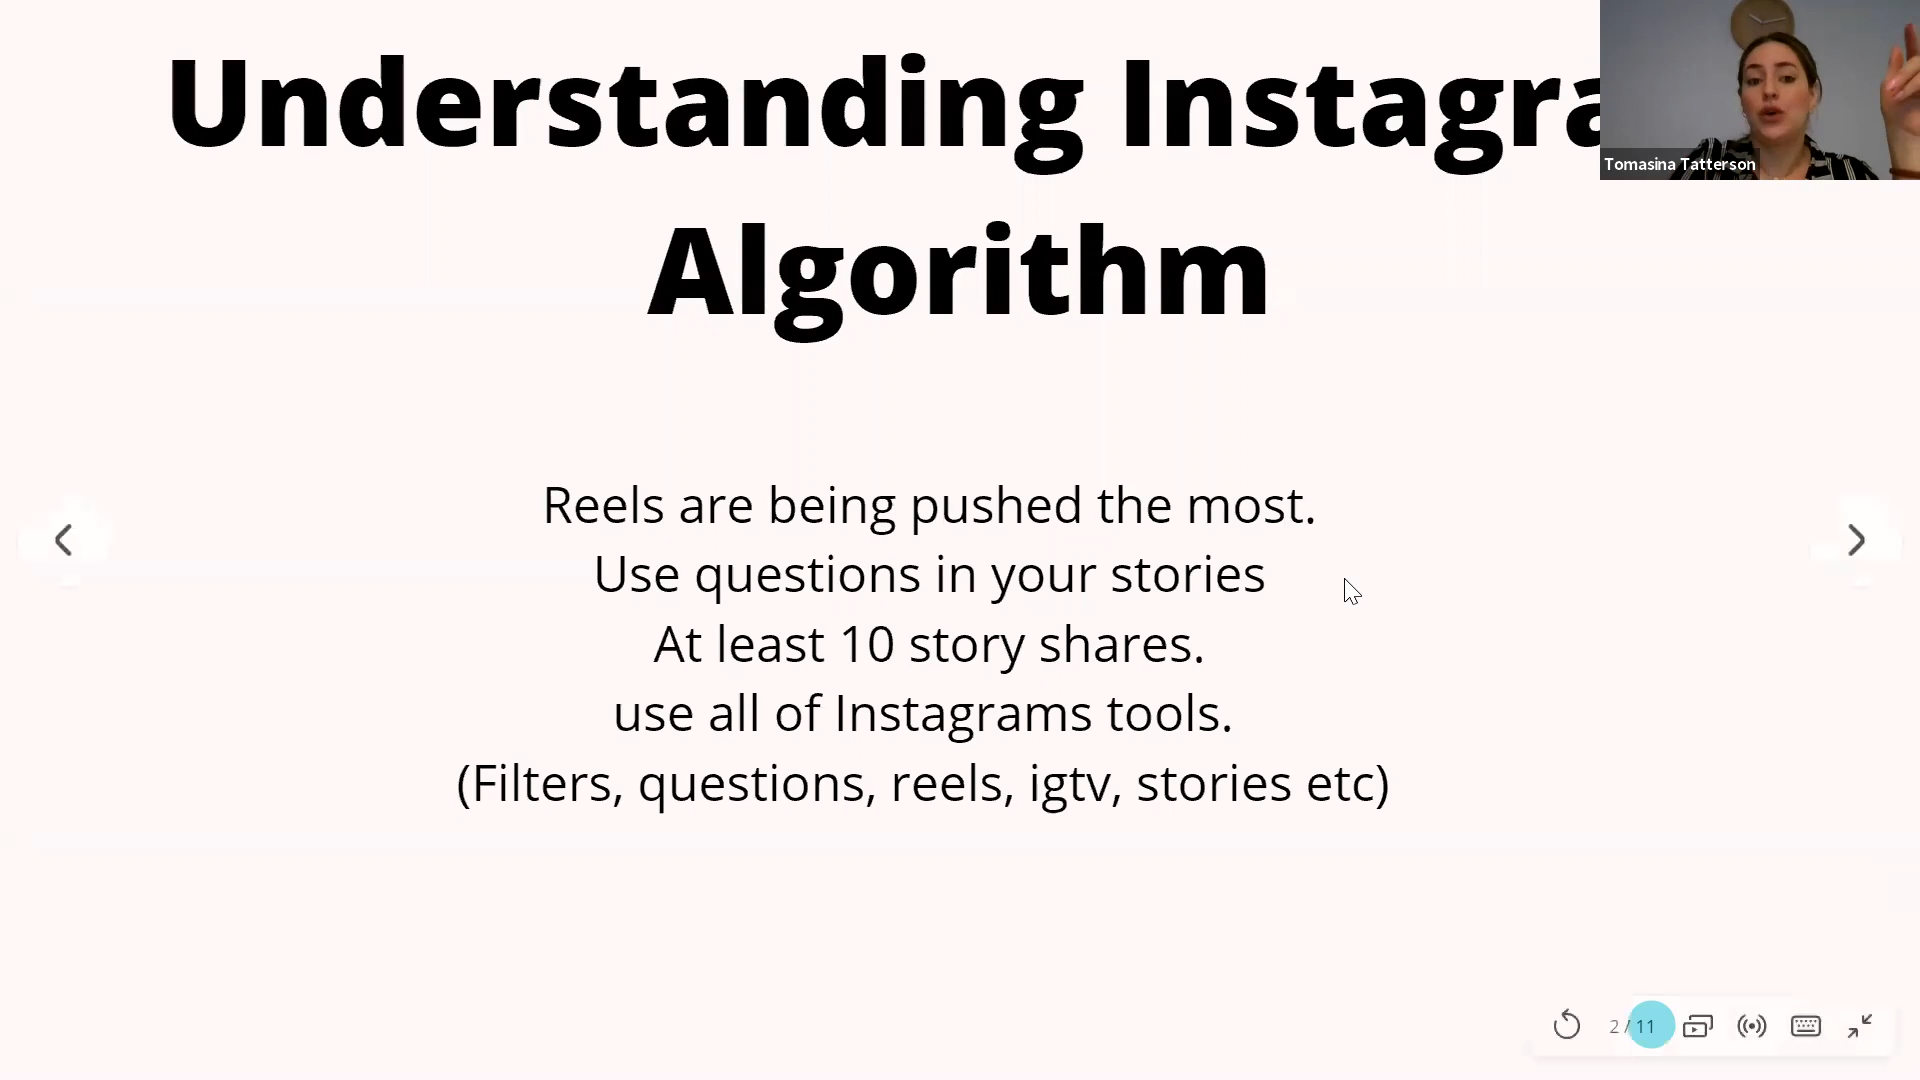 Understanding Instagra
Algorithm
Tomasina Tatterson
Reels are being pushed the most.
Use questions in your stories
At least 10 story shares.
use all of Instagrams tools.
(Filters, questions, reels, igtv, stories etc)
2 / 11